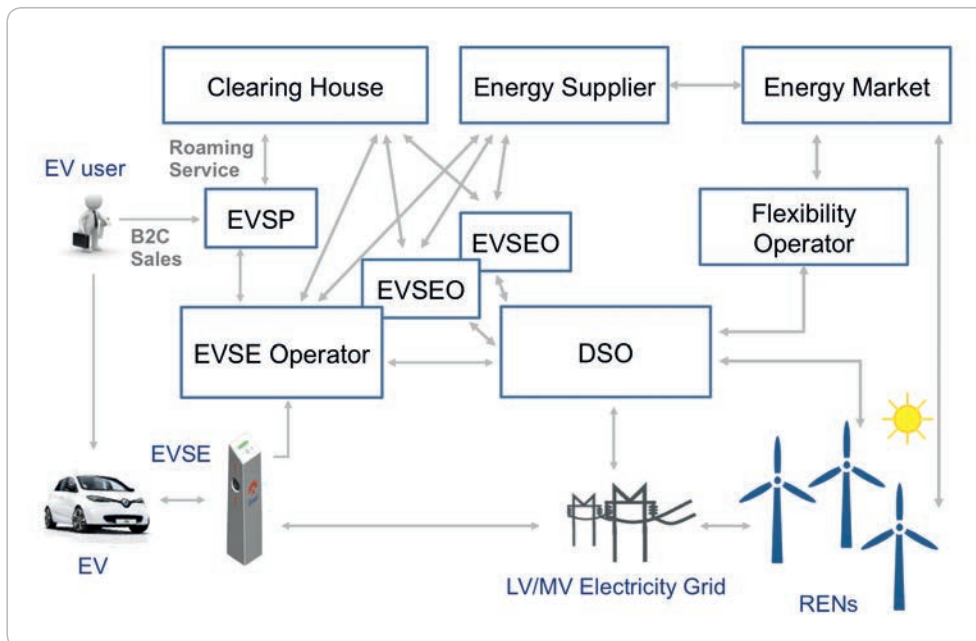 Clearing House
Energy Supplier
Energy Market
Roaming
Service
EV user
EVSP
B2C
Sales
Flexibility
Operator
EVSEO
EVSEO
EVSE Operator
DSO
EVSE
EV
LV/MV Electricity Grid
RENs